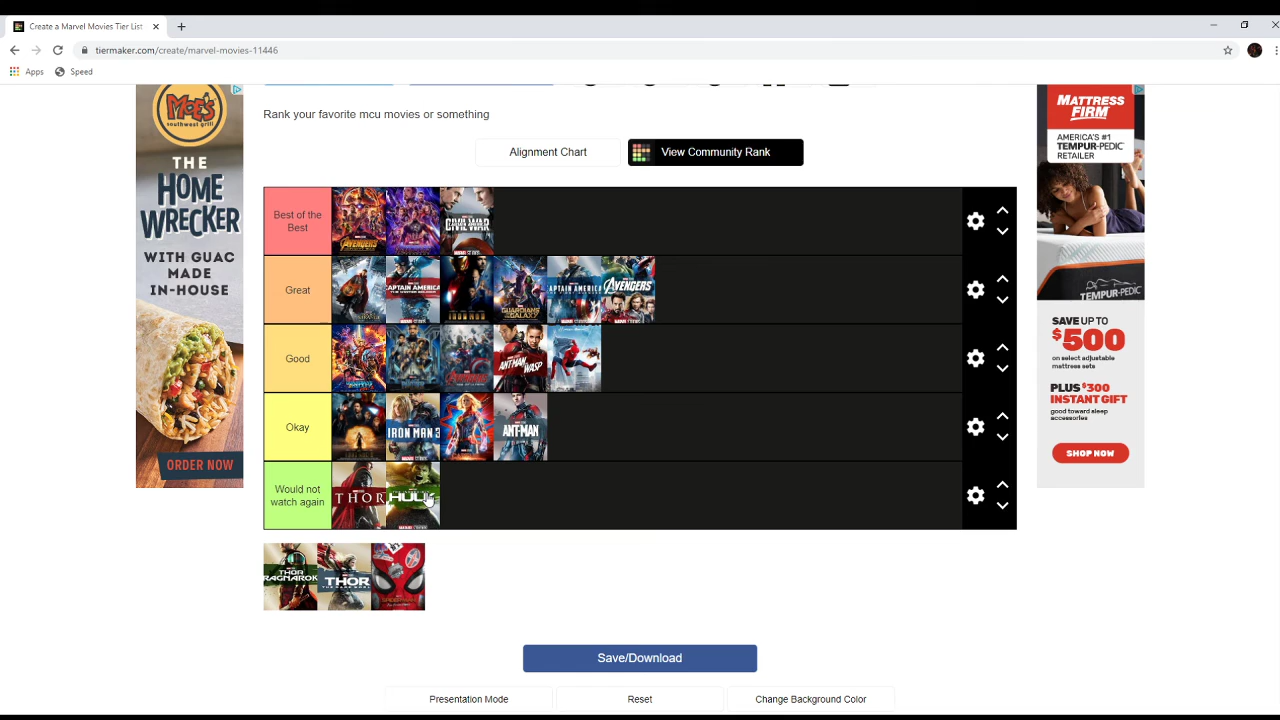 Create a Marvel Movies Tier List
tiermaker.com/create/marvel-movies-11446
Apps
Speed
Rank your favorite mcu movies or something
Alignment Chart
View Community Rank
MOE'S
southwest grill
THE
HOME
WRECKER
WITH GUAC
MADE
IN-HOUSE
ORDER NOW
MATTRESS
FIRM
AMERICA'S #1
TEMPUR-PEDIC
RETAILER
TEMPUR-PEDIC
SAVE UP TO
$500
on select adjustable
mattress sets
PLUS $300
INSTANT GIFT
good toward sleep
accessories
SHOP NOW
Best of the
Best
AVENGERS
AVENGERS
CIVIL WAR
Great
STRANGE
CAPTAIN AMERICA
IRON MAN
GUARDIANS
GALAXY
APTAIN AMERICA
AVENGERS
Good
ANT-MAN
WASP
Okay
IRON MAN 3
ANT-MAN
Would not
watch again
THOR
HULK
THOR
RAGNAROK
THOR
Save/Download
Presentation Mode
Reset
Change Background Color